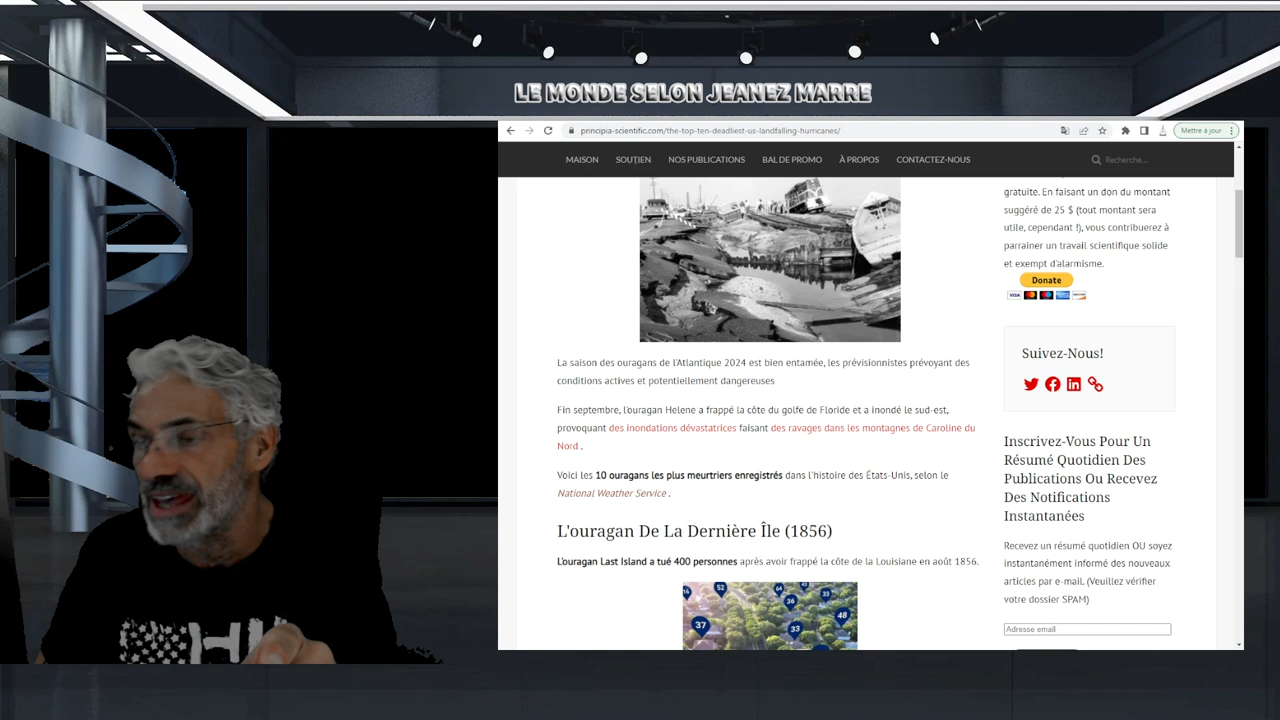 LE MONDE SELON JEANEZ MARRE
principia-scientific.com/the-top-ten-deadliest-us-landfalling-hurricanes/
Mettre à jour
MAISON SOUTIEN NOS PUBLICATIONS BAL DE PROMO À PROPOS CONTACTEZ-NOUS
Recherche...
La saison des ouragans de l'Atlantique 2024 est bien entamée, les prévisionnistes prévoyant des
conditions actives et potentiellement dangereuses
Fin septembre, l'ouragan Helene a frappé la côte du golfe de Floride et a inondé le sud-est,
provoquant des inondations dévastatrices faisant des ravages dans les montagnes de Caroline du
Nord .
Voici les 10 ouragans les plus meurtriers enregistrés dans l'histoire des États-Unis, selon le
National Weather Service .
L'ouragan De La Dernière Île (1856)
L'ouragan Last Island a tué 400 personnes après avoir frappé la côte de la Louisiane en août 1856.
52
36
33
48
37
33
gratuite. En faisant un don du montant
suggéré de 25 $ (tout montant sera
utile, cependant !), vous contribuerez à
parrainer un travail scientifique solide
et exempt d'alarmisme.
Donate
VISA
Suivez-Nous!
Inscrivez-Vous Pour Un
Résumé Quotidien Des
Publications Ou Recevez
Des Notifications
Instantanées
Recevez un résumé quotidien OU soyez
instantanément informé des nouveaux
articles par e-mail. (Veuillez vérifier
votre dossier SPAM)
Adresse email